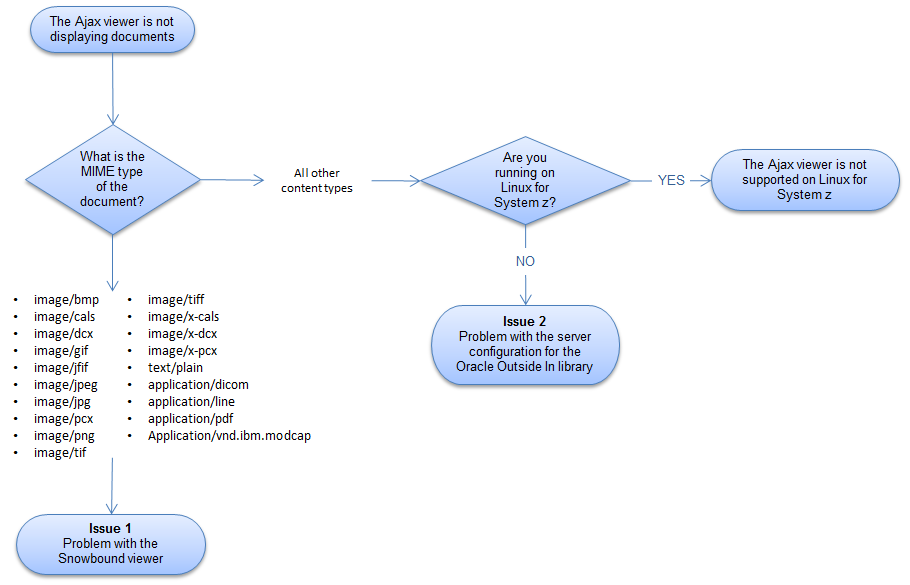 The Ajax viewer is not
displaying documents
What is the
MIME type
of the
document?
All other
content types
Are you
running on
Linux for
System z?
YES
The Ajax viewer is not
supported on Linux for
System z
NO
Issue 2
Problem with the server
configuration for the
Oracle Outside In library
• image/bmp
• image/cals
• image/dcx
• image/gif
• image/jfif
• image/jpeg
• image/jpg
• image/pcx
• image/png
• image/tif
• image/tiff
• image/x-cals
• image/x-dcx
• image/x-pcx
• text/plain
• application/dicom
• application/line
• application/pdf
• Application/vnd.ibm.modcap
Issue 1
Problem with the
Snowbound viewer